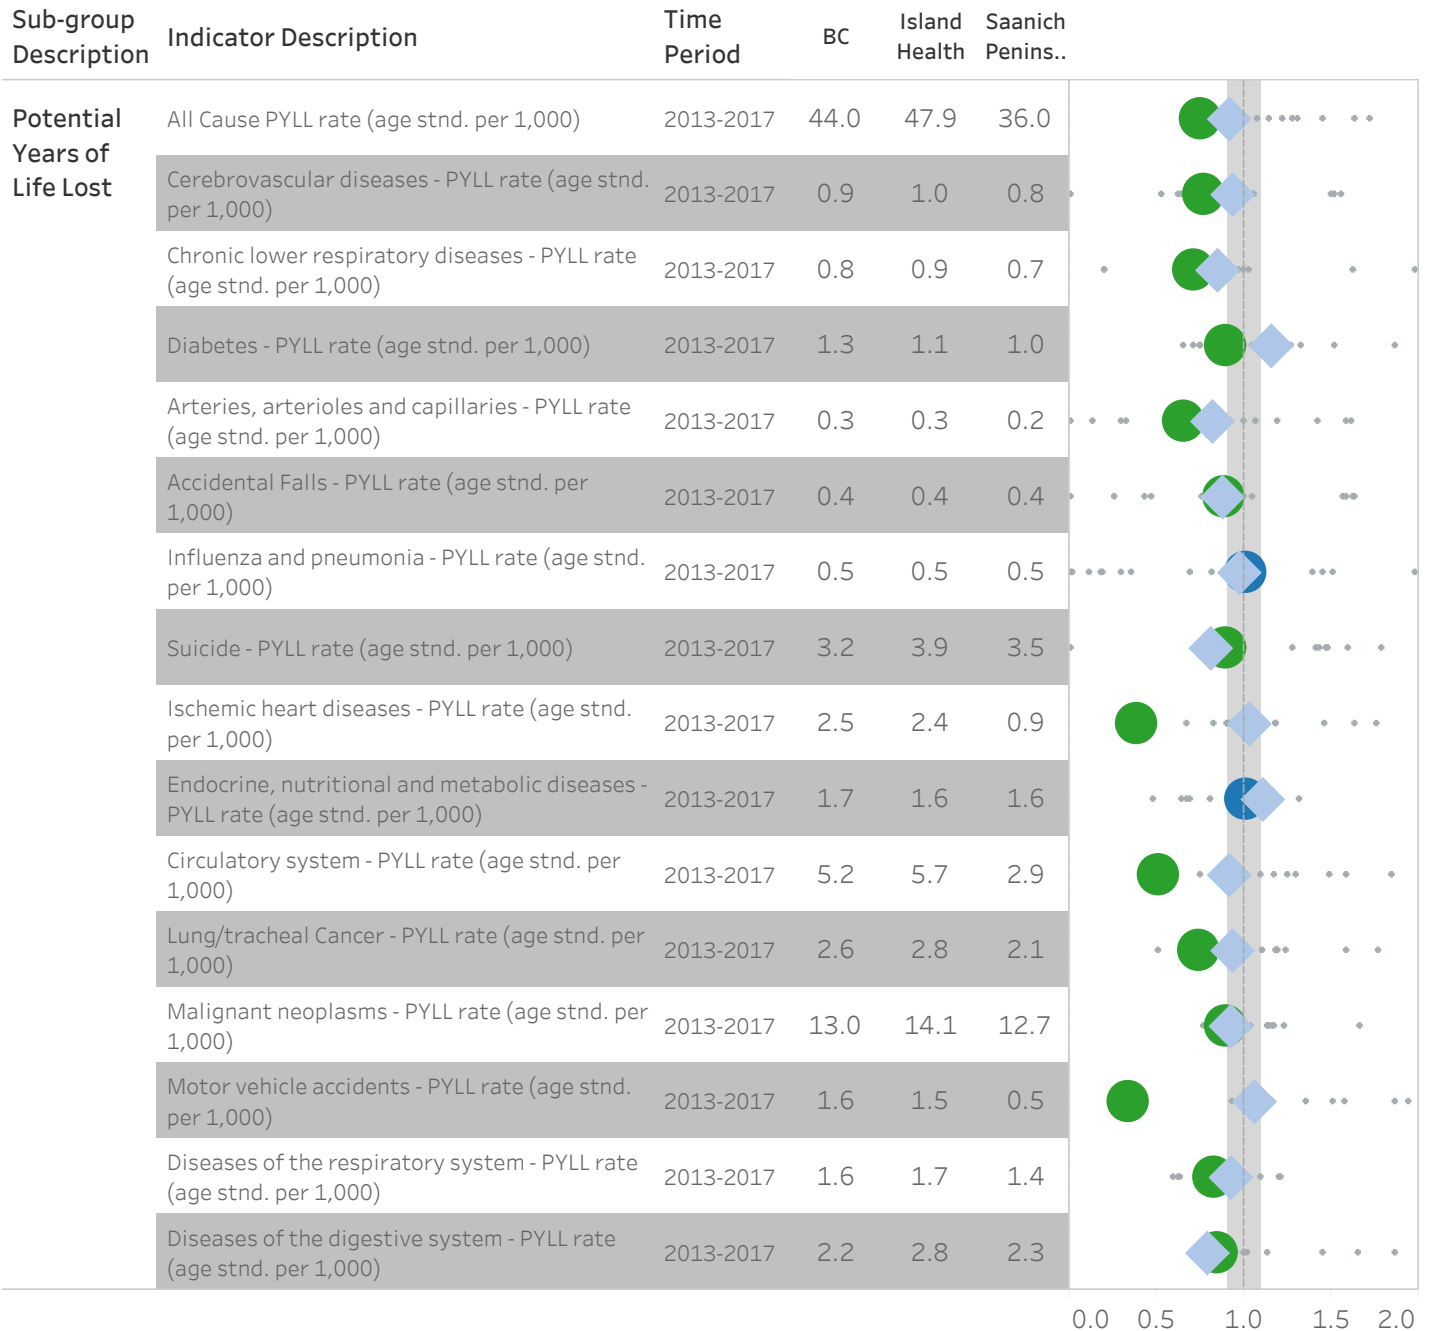 Sub-group Description Indicator Description Time Period BC Island Health Saanich Penins..
Potential Years of Life Lost
All Cause PYLL rate (age stnd. per 1,000) 2013-2017 44.0 47.9 36.0
Cerebrovascular diseases - PYLL rate (age stnd.
per 1,000) 2013-2017 0.9 1.0 0.8
Chronic lower respiratory diseases - PYLL rate
(age stnd. per 1,000) 2013-2017 0.8 0.9 0.7
Diabetes - PYLL rate (age stnd. per 1,000) 2013-2017 1.3 1.1 1.0
Arteries, arterioles and capillaries - PYLL rate
(age stnd. per 1,000) 2013-2017 0.3 0.3 0.2
Accidental Falls - PYLL rate (age stnd. per
1,000) 2013-2017 0.4 0.4 0.4
Influenza and pneumonia - PYLL rate (age stnd.
per 1,000) 2013-2017 0.5 0.5 0.5
Suicide - PYLL rate (age stnd. per 1,000) 2013-2017 3.2 3.9 3.5
Ischemic heart diseases - PYLL rate (age stnd.
per 1,000) 2013-2017 2.5 2.4 0.9
Endocrine, nutritional and metabolic diseases -
PYLL rate (age stnd. per 1,000) 2013-2017 1.7 1.6 1.6
Circulatory system - PYLL rate (age stnd. per
1,000) 2013-2017 5.2 5.7 2.9
Lung/tracheal Cancer - PYLL rate (age stnd. per
1,000) 2013-2017 2.6 2.8 2.1
Malignant neoplasms - PYLL rate (age stnd. per
1,000) 2013-2017 13.0 14.1 12.7
Motor vehicle accidents - PYLL rate (age stnd.
per 1,000) 2013-2017 1.6 1.5 0.5
Diseases of the respiratory system - PYLL rate
(age stnd. per 1,000) 2013-2017 1.6 1.7 1.4
Diseases of the digestive system - PYLL rate
(age stnd. per 1,000) 2013-2017 2.2 2.8 2.3
0.0 0.5 1.0 1.5 2.0